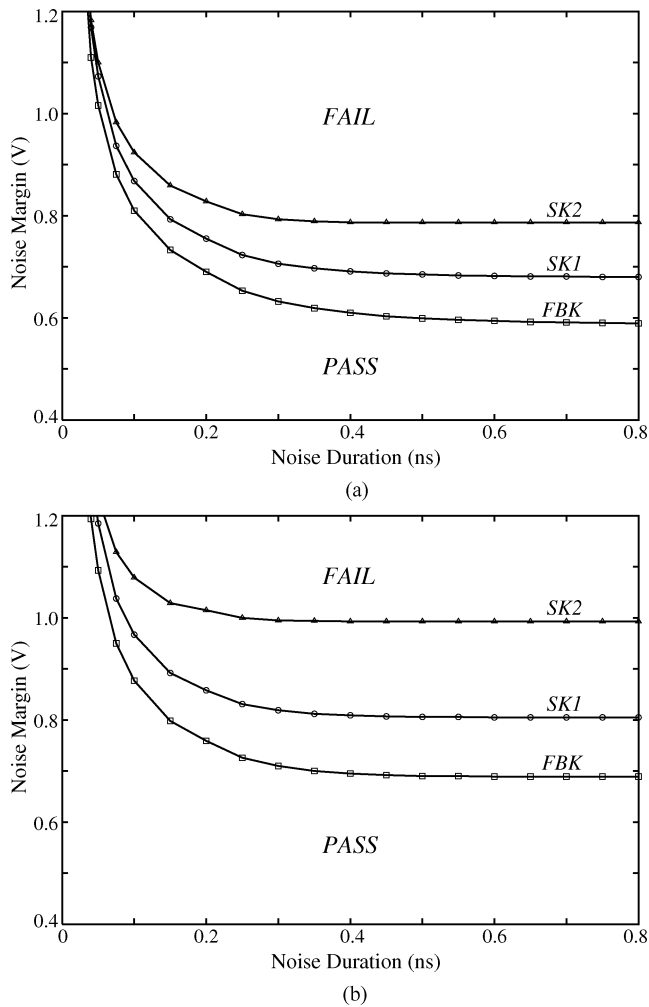 1.2
1.0
0.8
0.6
0.4
Noise Margin (V)
FAIL
SK2
SK1
FBK
PASS
0 0.2 0.4 0.6 0.8
Noise Duration (ns)
(a)
1.2
1.0
0.8
0.6
0.4
Noise Margin (V)
FAIL
SK2
SK1
FBK
PASS
0 0.2 0.4 0.6 0.8
Noise Duration (ns)
(b)